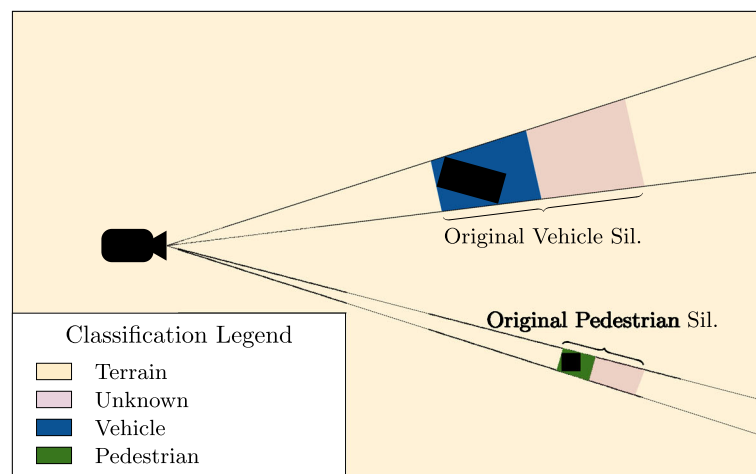 Original Vehicle Sil.
Original Pedestrian Sil.
Classification Legend
Terrain
Unknown
Vehicle
Pedestrian